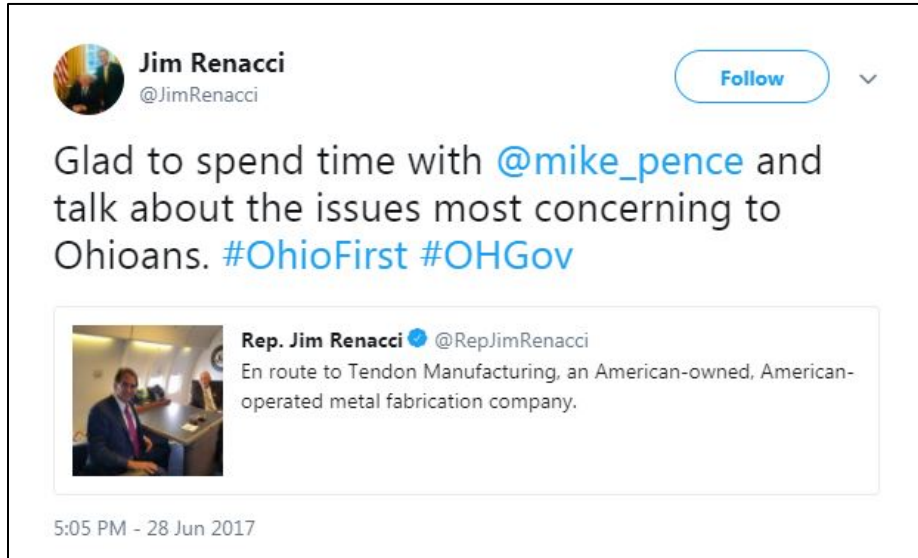 Jim Renacci
@JimRenacci
Follow
Glad to spend time with @mike_pence and
talk about the issues most concerning to
Ohioans. #OhioFirst #OHGov
Rep. Jim Renacci @RepJimRenacci
En route to Tendon Manufacturing, an American-owned, American-
operated metal fabrication company.
5:05 PM - 28 Jun 2017